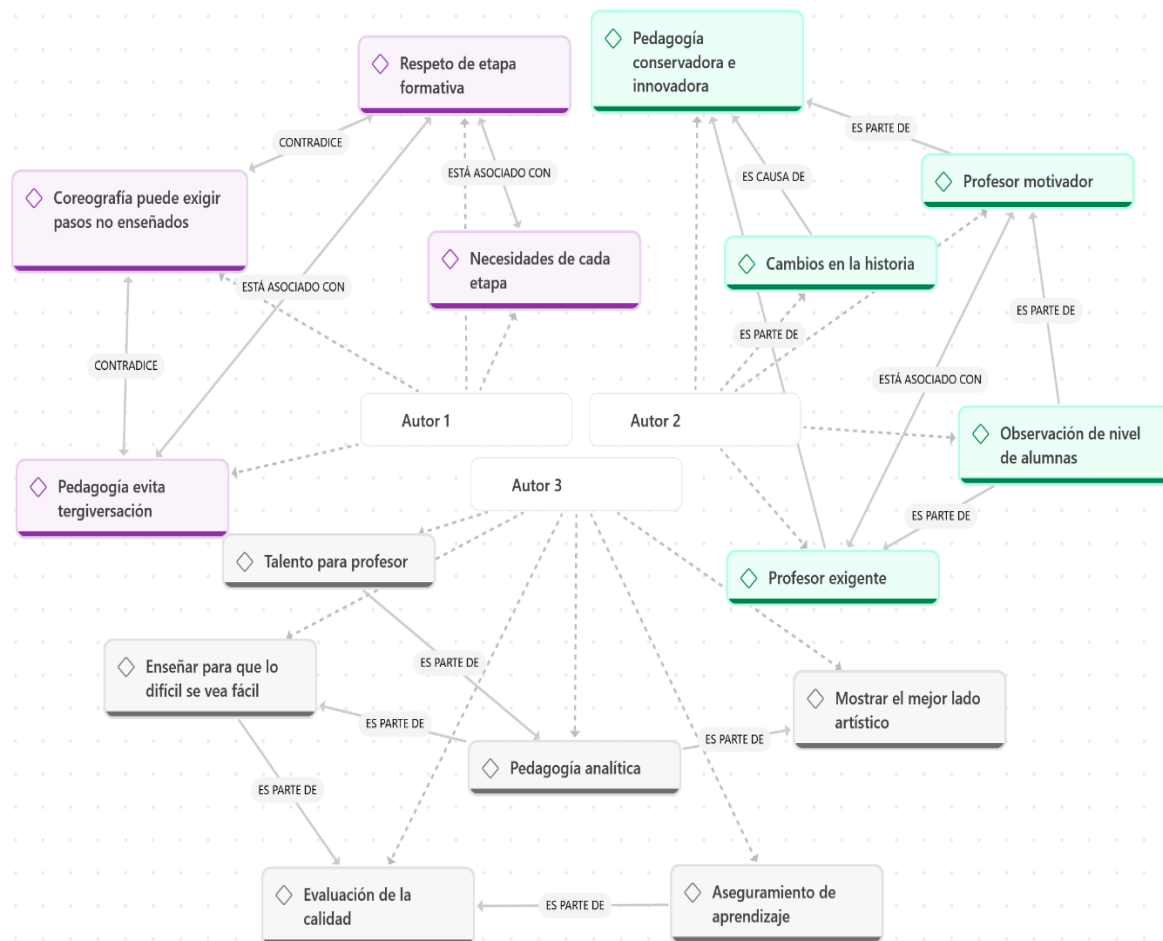 Respeto de etapa
formativa
Pedagogía
conservadora e
innovadora
CONTRADICE
ES PARTE DE
ESTÁ ASOCIADO CON
Coreografía puede exigir
pasos no enseñados
Profesor motivador
ES CAUSA DE
Necesidades de cada
etapa
Cambios en la historia
ESTÁ ASOCIADO CON
ES PARTE DE
ES PARTE DE
CONTRADICE
ESTÁ ASOCIADO CON
Autor 1
Autor 2
Observación de nivel
de alumnas
Pedagogía evita
tergiversación
Autor 3
ES PARTE DE
Talento para profesor
Profesor exigente
Enseñar para que lo
difícil se vea fácil
ES PARTE DE
Mostrar el mejor lado
artístico
ES PARTE DE
ES PARTE DE
Pedagogía analítica
ES PARTE DE
Evaluación de la
calidad
ES PARTE DE
Aseguramiento de
aprendizaje